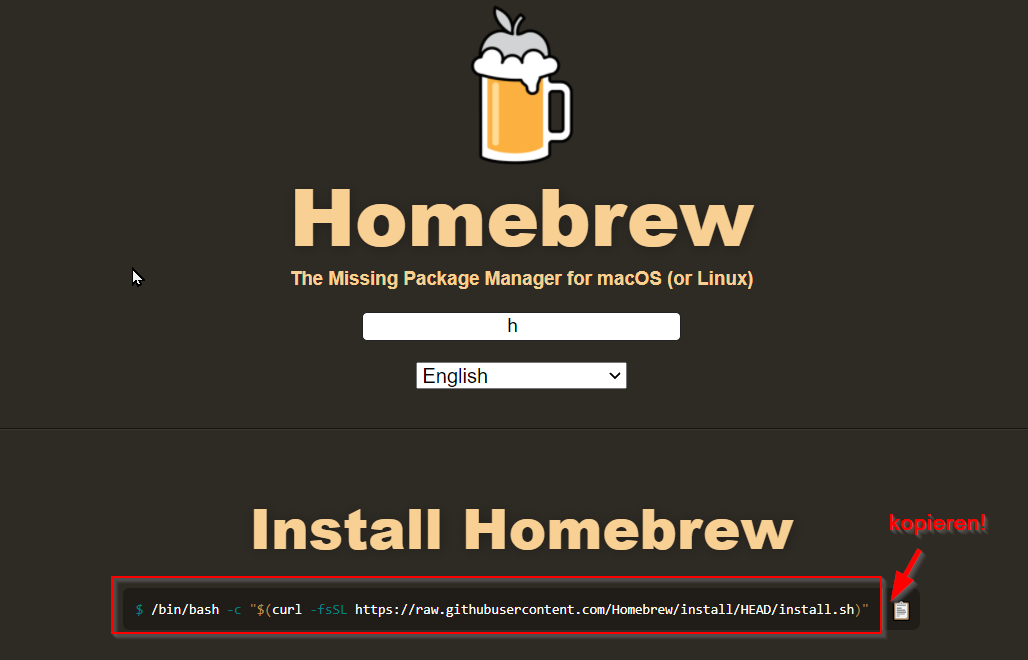 Homebrew
The Missing Package Manager for macOS (or Linux)
h
English
Install Homebrew
kopieren!
$ /bin/bash -c "$(curl -fsSL https://raw.githubusercontent.com/Homebrew/install/HEAD/install.sh)"